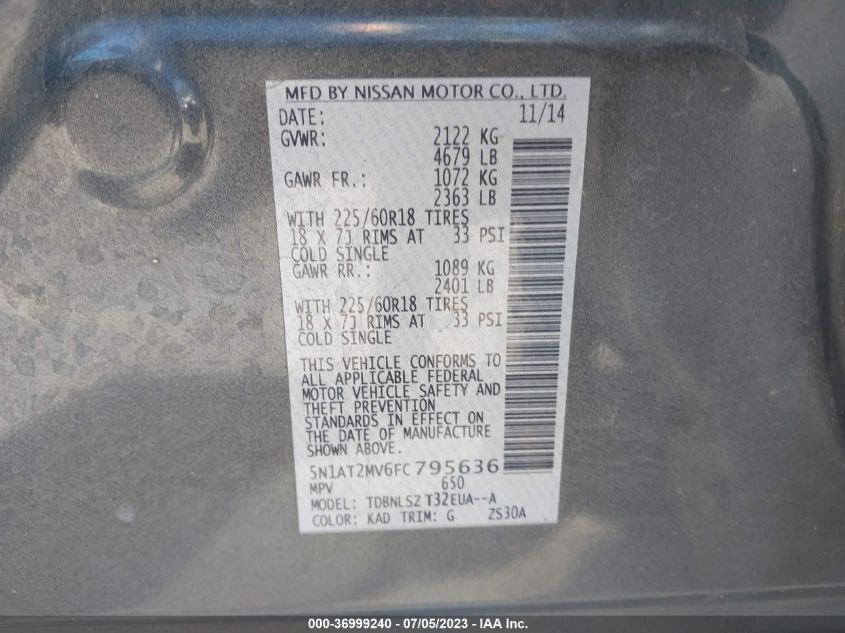 MFD BY NISSAN MOTOR CO., LTD.
DATE: 11/14
GVWR: 2122 KG
4679 LB
GAWR FR.: 1072 KG
2363 LB
WITH 225/60R18 TIRES
18 X 7J RIMS AT 33 PSI
COLD SINGLE
GAWR RR.: 1089 KG
2401 LB
WITH 225/60R18 TIRES
18 X 7J RIMS AT 33 PSI
COLD SINGLE
THIS VEHICLE CONFORMS TO
ALL APPLICABLE FEDERAL
MOTOR VEHICLE SAFETY AND
THEFT PREVENTION
STANDARDS IN EFFECT ON
THE DATE OF MANUFACTURE
SHOWN ABOVE.
5N1AT2MV6FC795636
MPV 650
MODEL: TDBNLSZ T32EUA--A
COLOR: KAD TRIM: G ZS30A
000-36999240 - 07/05/2023 - IAA Inc.